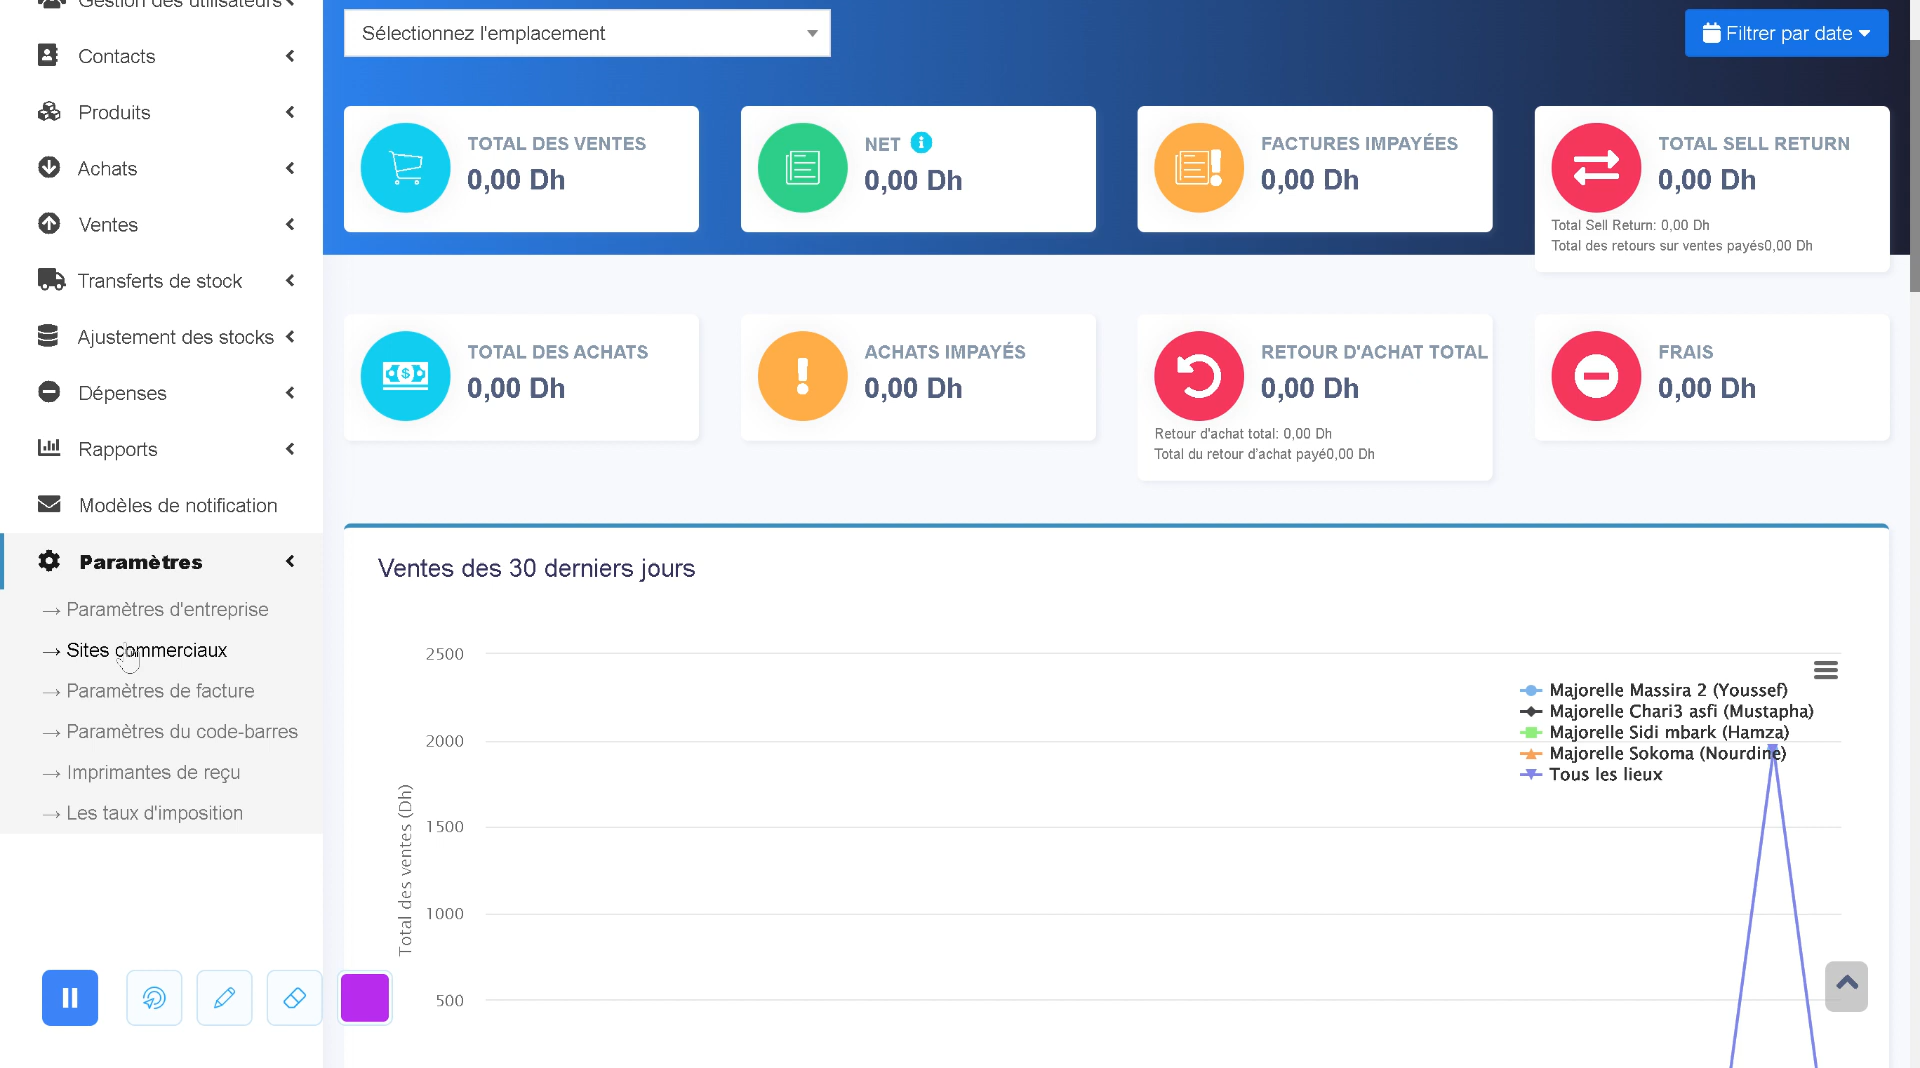 Gestion des utilisateurs
Contacts
Produits
Achats
Ventes
Transferts de stock
Ajustement des stocks
Dépenses
Rapports
Modèles de notification
Paramètres
→ Paramètres d'entreprise
→ Sites commerciaux
→ Paramètres de facture
→ Paramètres du code-barres
→ Imprimantes de reçu
→ Les taux d'imposition
Sélectionnez l'emplacement
Filtrer par date
TOTAL DES VENTES
0,00 Dh
NET
0,00 Dh
FACTURES IMPAYÉES
0,00 Dh
TOTAL SELL RETURN
0,00 Dh
Total Sell Return: 0,00 Dh
Total des retours sur ventes payés0,00 Dh
TOTAL DES ACHATS
0,00 Dh
ACHATS IMPAYÉS
0,00 Dh
RETOUR D'ACHAT TOTAL
0,00 Dh
Retour d'achat total: 0,00 Dh
Total du retour d'achat payé0,00 Dh
FRAIS
0,00 Dh
Ventes des 30 derniers jours
Total des ventes (Dh)
2500
2000
1500
1000
500
Majorelle Massira 2 (Youssef)
Majorelle Chari3 asfi (Mustapha)
Majorelle Sidi mbark (Hamza)
Majorelle Sokoma (Nourdine)
Tous les lieux